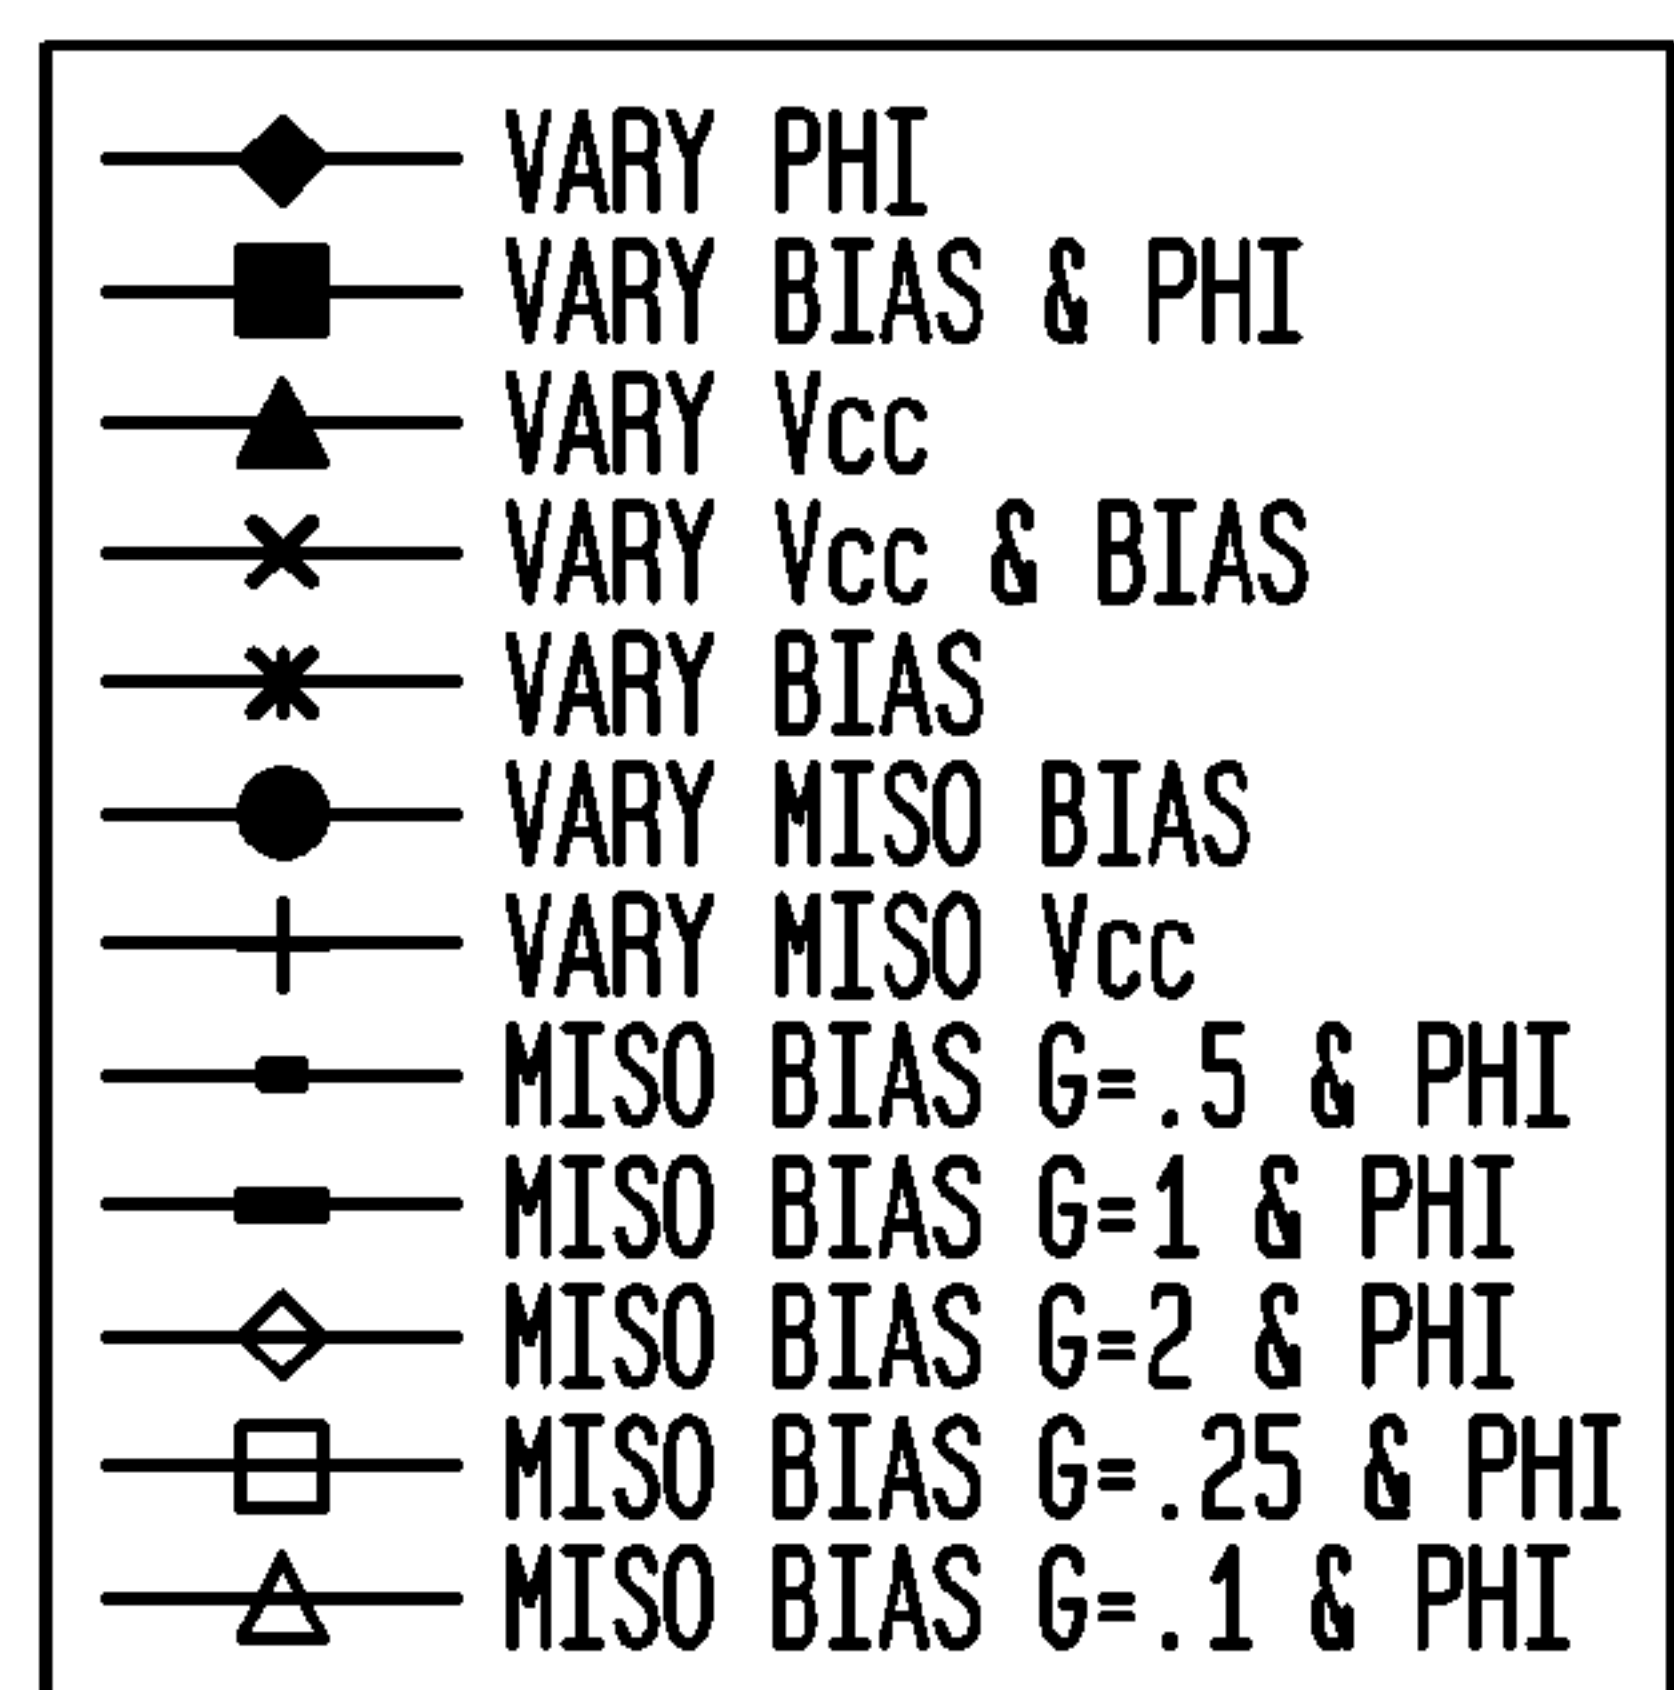 VARY PHI
VARY BIAS & PHI
VARY Vcc
VARY Vcc & BIAS
VARY BIAS
VARY MISO BIAS
VARY MISO Vcc
MISO BIAS G=.5 & PHI
MISO BIAS G=1 & PHI
MISO BIAS G=2 & PHI
MISO BIAS G=.25 & PHI
MISO BIAS G=.1 & PHI